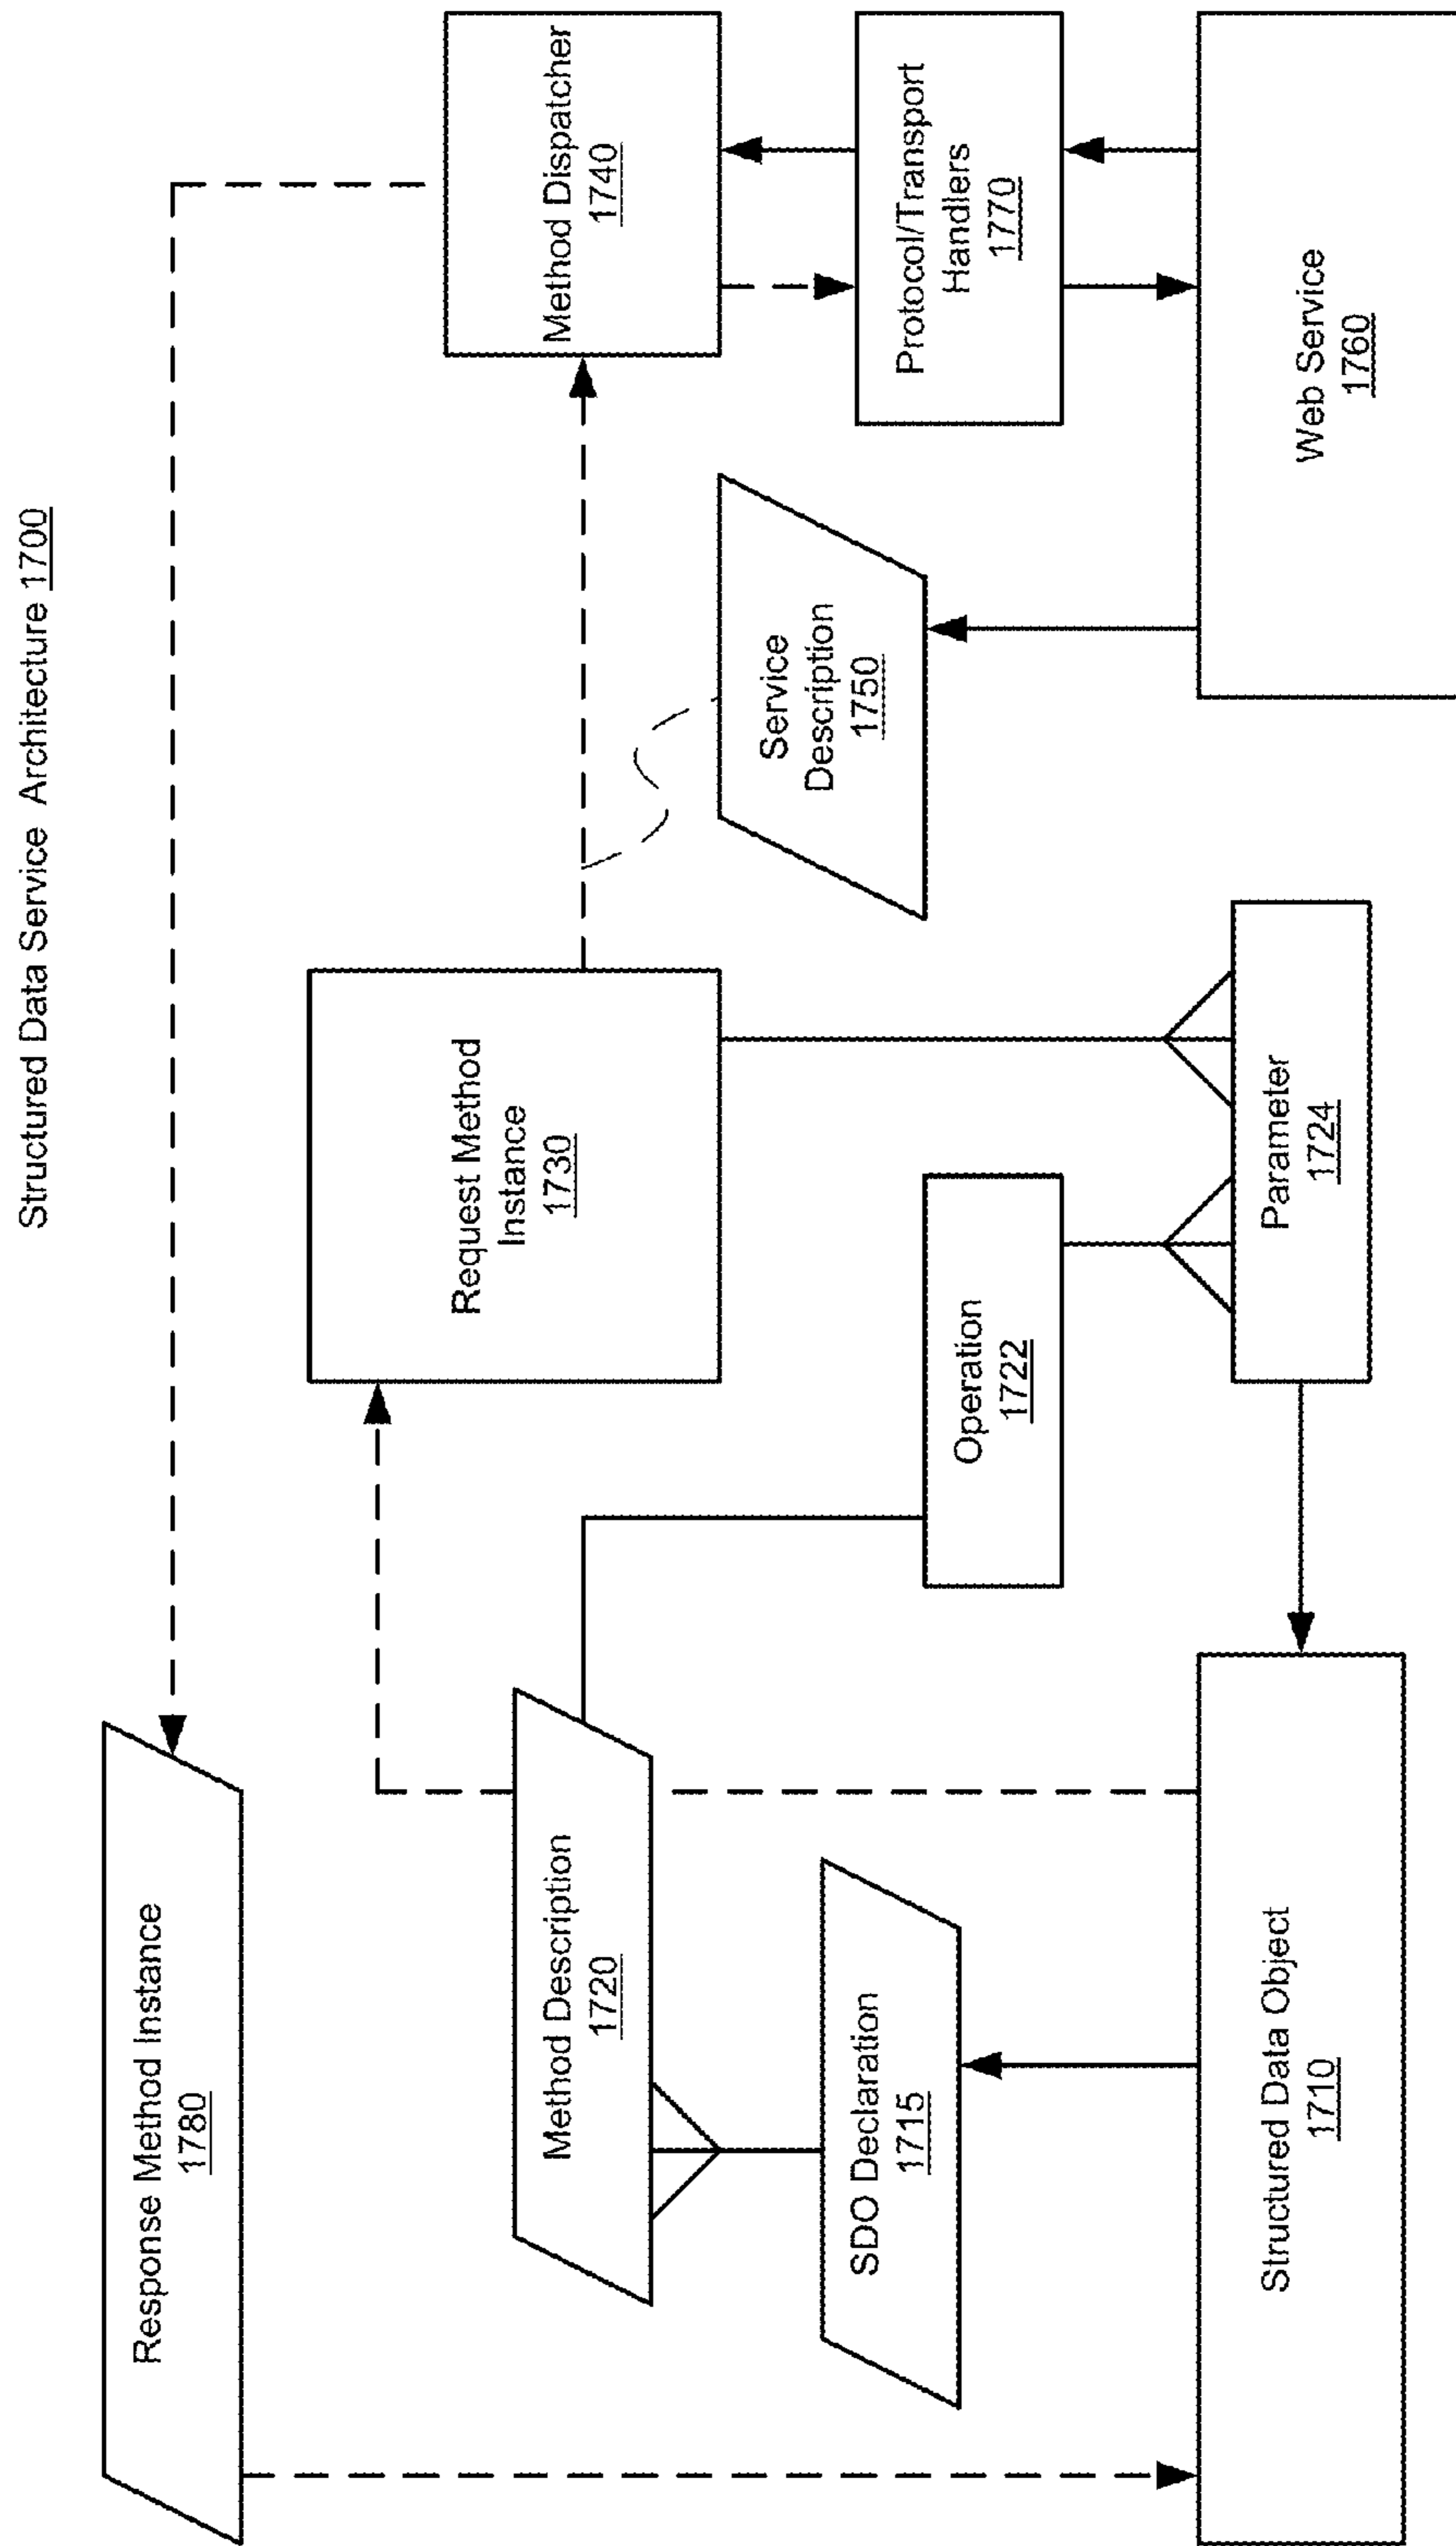 Structured Data Service Architecture 1700
Response Method Instance
1780
Method Description
1720
SDO Declaration
1715
Structured Data Object
1710
Request Method
Instance
1730
Operation
1722
Parameter
1724
Service
Description
1750
Method Dispatcher
1740
Protocol/Transport
Handlers
1770
Web Service
1760